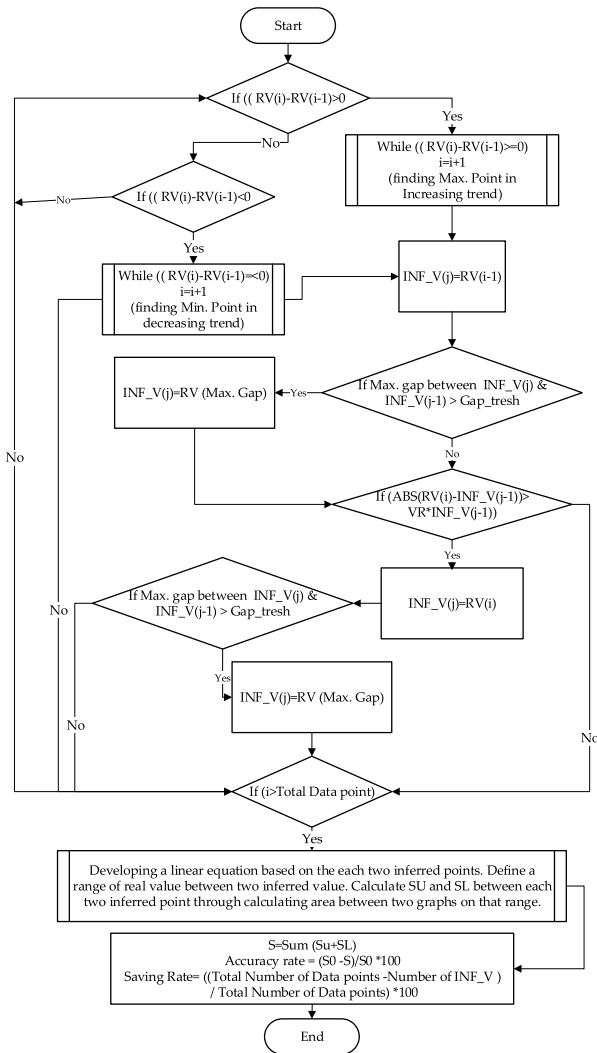 Start
If (( RV(i)-RV(i-1)>0
Yes
No
While (( RV(i)-RV(i-1)>=0)
i=i+1
(finding Max. Point in
Increasing trend)
If (( RV(i)-RV(i-1)<0
No
Yes
While (( RV(i)-RV(i-1)=<0)
i=i+1
(finding Min. Point in
decreasing trend)
INF_V(j)=RV(i-1)
If Max. gap between INF_V(j) &
INF_V(j-1) > Gap_tresh
Yes
INF_V(j)=RV (Max. Gap)
No
No
If (ABS(RV(i)-INF_V(j-1))>
VR*INF_V(j-1))
Yes
INF_V(j)=RV(i)
If Max. gap between INF_V(j) &
INF_V(j-1) > Gap_tresh
No
Yes
INF_V(j)=RV (Max. Gap)
No
No
If (i>Total Data point)
Yes
Developing a linear equation based on the each two inferred points. Define a
range of real value between two inferred value. Calculate SU and SL between each
two inferred point through calculating area between two graphs on that range.
S=Sum (Su+SL)
Accuracy rate = (S0 -S)/S0 *100
Saving Rate= ((Total Number of Data points -Number of INF_V )
/ Total Number of Data points) *100
End